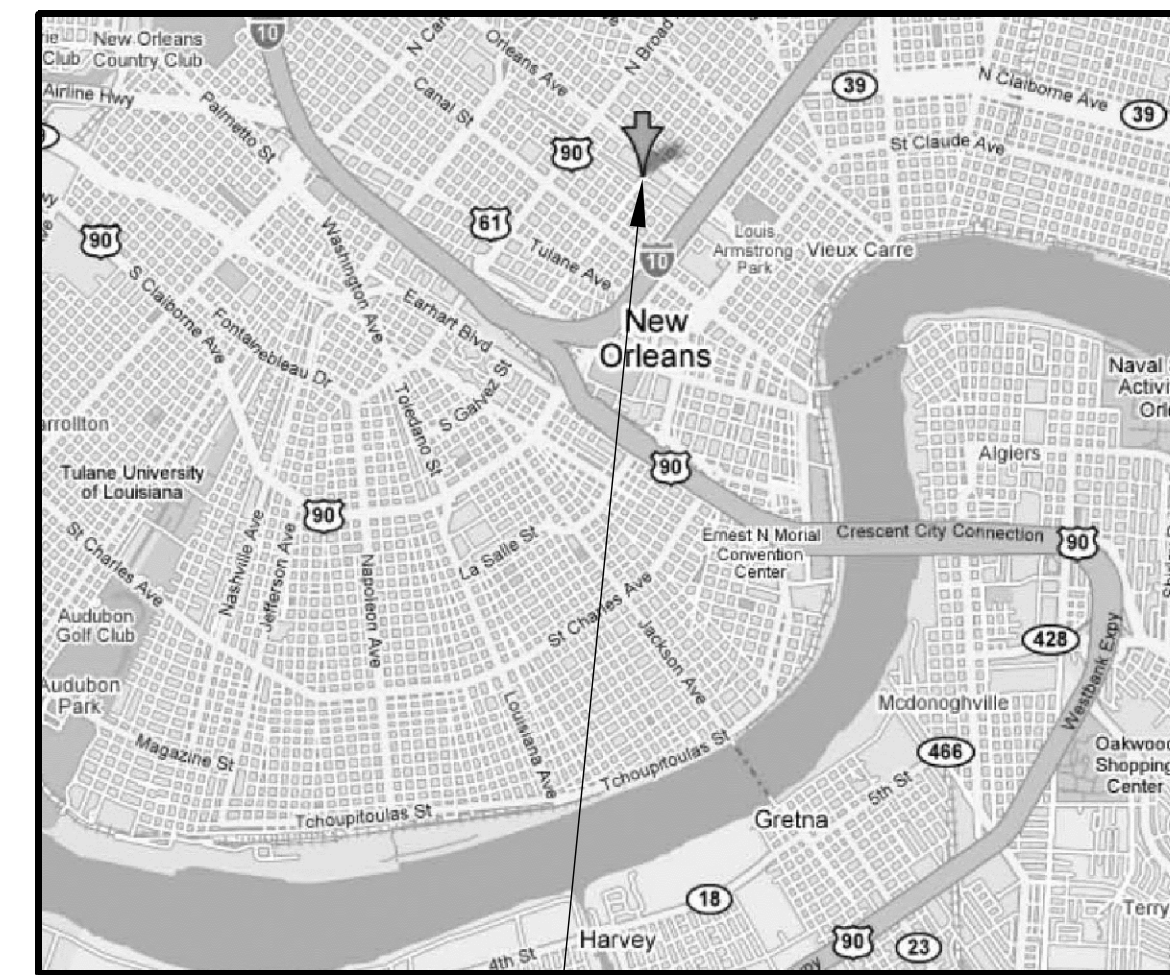 10
New Orleans
Country Club
Club
Airline Hwy
Palmetto St
Orleans Ave
Canal St
39
N Claiborne Ave
39
St Claude Ave
90
61
Tulane Ave
10
Louis
Armstrong
Park
Vieux Carre
90
S Claiborne Ave
Washington Ave
Fontainebleau Dr
Earhart Blvd
S Galvez St
Toledano St
New
Orleans
Naval
Algiers
Tulane University
of Louisiana
90
90
Nashville Ave
Jefferson Ave
Napoleon Ave
La Salle St
St Charles Ave
St Charles Ave
Jackson Ave
Ernest N Morial
Convention
Center
Crescent City Connection
90
428
Westbank Expy
Audubon
Golf Club
Audubon
Park
Magazine St
Louisiana Ave
Tchoupitoulas St
Tchoupitoulas St
Mcdonoghville
466
5th St
Oakwood
Shopping
Center
Gretna
18
Harvey
4th St
90
23
Terry